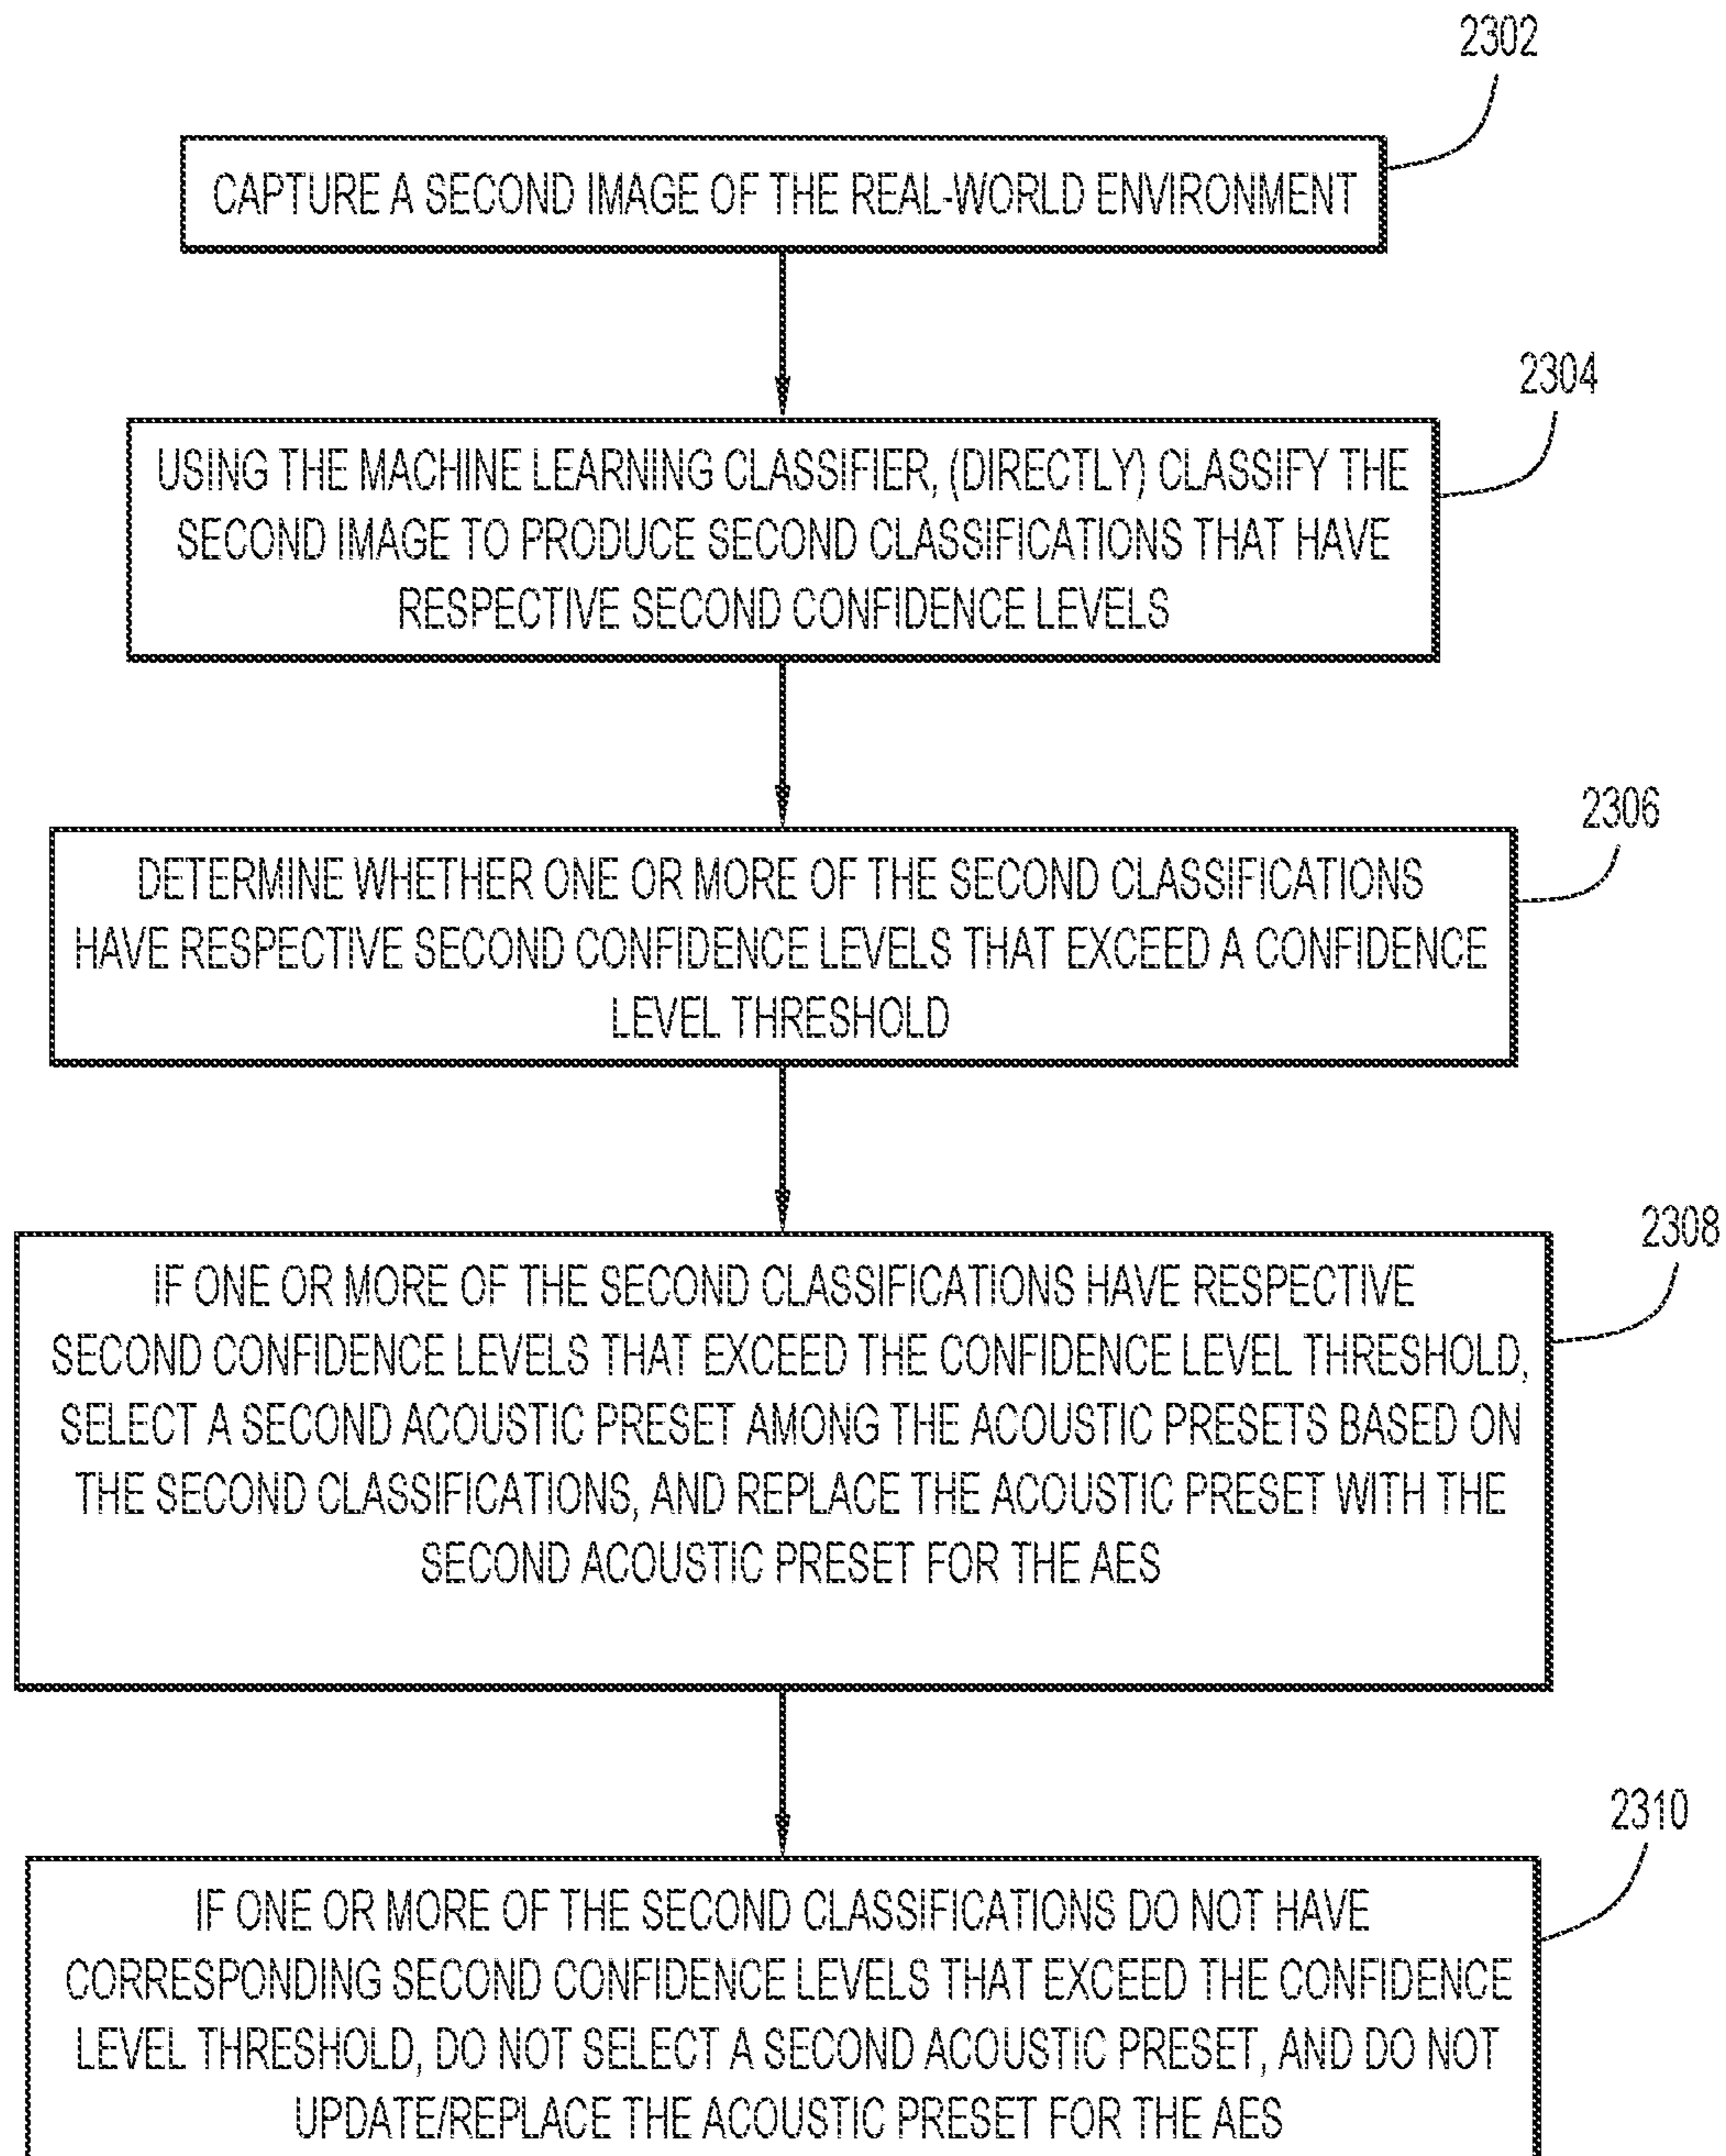 2302
CAPTURE A SECOND IMAGE OF THE REAL-WORLD ENVIRONMENT
2304
USING THE MACHINE LEARNING CLASSIFIER, (DIRECTLY) CLASSIFY THE
SECOND IMAGE TO PRODUCE SECOND CLASSIFICATIONS THAT HAVE
RESPECTIVE SECOND CONFIDENCE LEVELS
2306
DETERMINE WHETHER ONE OR MORE OF THE SECOND CLASSIFICATIONS
HAVE RESPECTIVE SECOND CONFIDENCE LEVELS THAT EXCEED A CONFIDENCE
LEVEL THRESHOLD
2308
IF ONE OR MORE OF THE SECOND CLASSIFICATIONS HAVE RESPECTIVE
SECOND CONFIDENCE LEVELS THAT EXCEED THE CONFIDENCE LEVEL THRESHOLD,
SELECT A SECOND ACOUSTIC PRESET AMONG THE ACOUSTIC PRESETS BASED ON
THE SECOND CLASSIFICATIONS, AND REPLACE THE ACOUSTIC PRESET WITH THE
SECOND ACOUSTIC PRESET FOR THE AES
2310
IF ONE OR MORE OF THE SECOND CLASSIFICATIONS DO NOT HAVE
CORRESPONDING SECOND CONFIDENCE LEVELS THAT EXCEED THE CONFIDENCE
LEVEL THRESHOLD, DO NOT SELECT A SECOND ACOUSTIC PRESET, AND DO NOT
UPDATE/REPLACE THE ACOUSTIC PRESET FOR THE AES